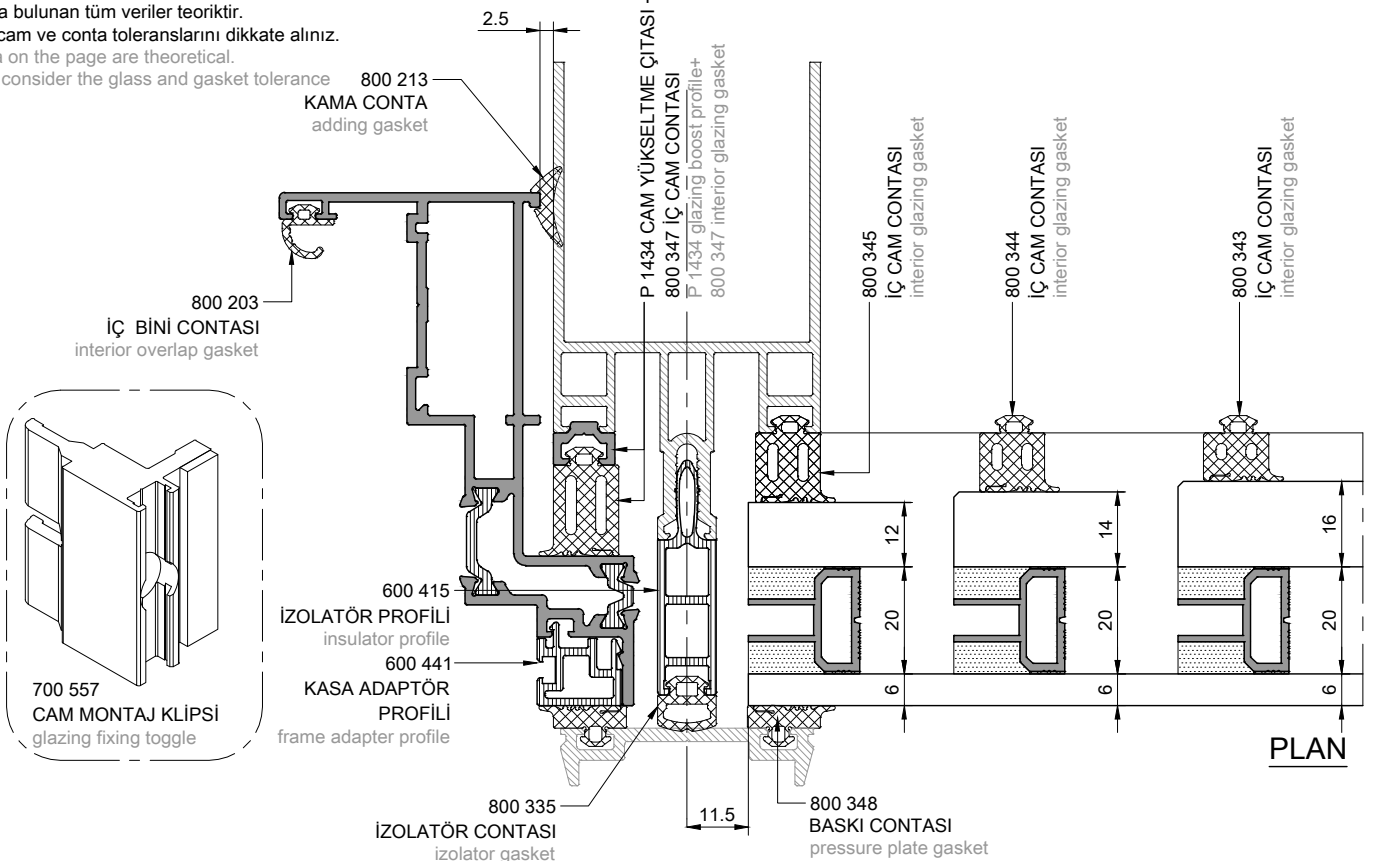 a bulunan tüm veriler teoriktir.
cam ve conta toleranslarını dikkate alınız.
on the page are theoretical.
consider the glass and gasket tolerance
2.5
800 213
KAMA CONTA
adding gasket
P 1434 CAM YÜKSELTME ÇITASI
800 347 İÇ CAM CONTASI
P 1434 glazing boost profile+
800 347 interior glazing gasket
800 345
İÇ CAM CONTASI
interior glazing gasket
800 344
İÇ CAM CONTASI
interior glazing gasket
800 343
İÇ CAM CONTASI
interior glazing gasket
800 203
İÇ BİNİ CONTASI
interior overlap gasket
12
14
16
20
20
20
6
6
6
600 415
İZOLATÖR PROFİLİ
insulator profile
600 441
KASA ADAPTÖR
PROFİLİ
frame adapter profile
700 557
CAM MONTAJ KLİPSİ
glazing fixing toggle
PLAN
800 335
İZOLATÖR CONTASI
izolator gasket
11.5
800 348
BASKI CONTASI
pressure plate gasket